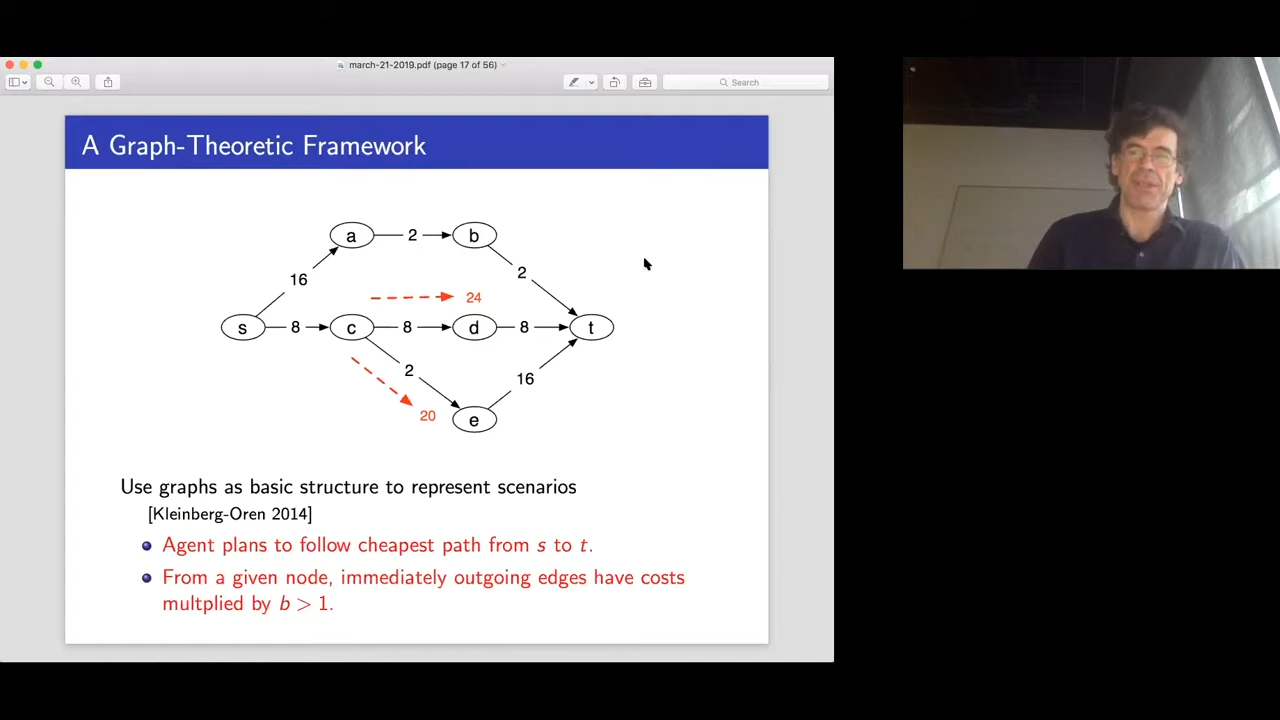 march-21-2019.pdf (page 17 of 56)
Search
A Graph-Theoretic Framework
a 2 b
16 2
24
s 8 c 8 d 8 t
2 16
20 e
Use graphs as basic structure to represent scenarios
[Kleinberg-Oren 2014]
Agent plans to follow cheapest path from s to t.
From a given node, immediately outgoing edges have costs
multplied by b > 1.